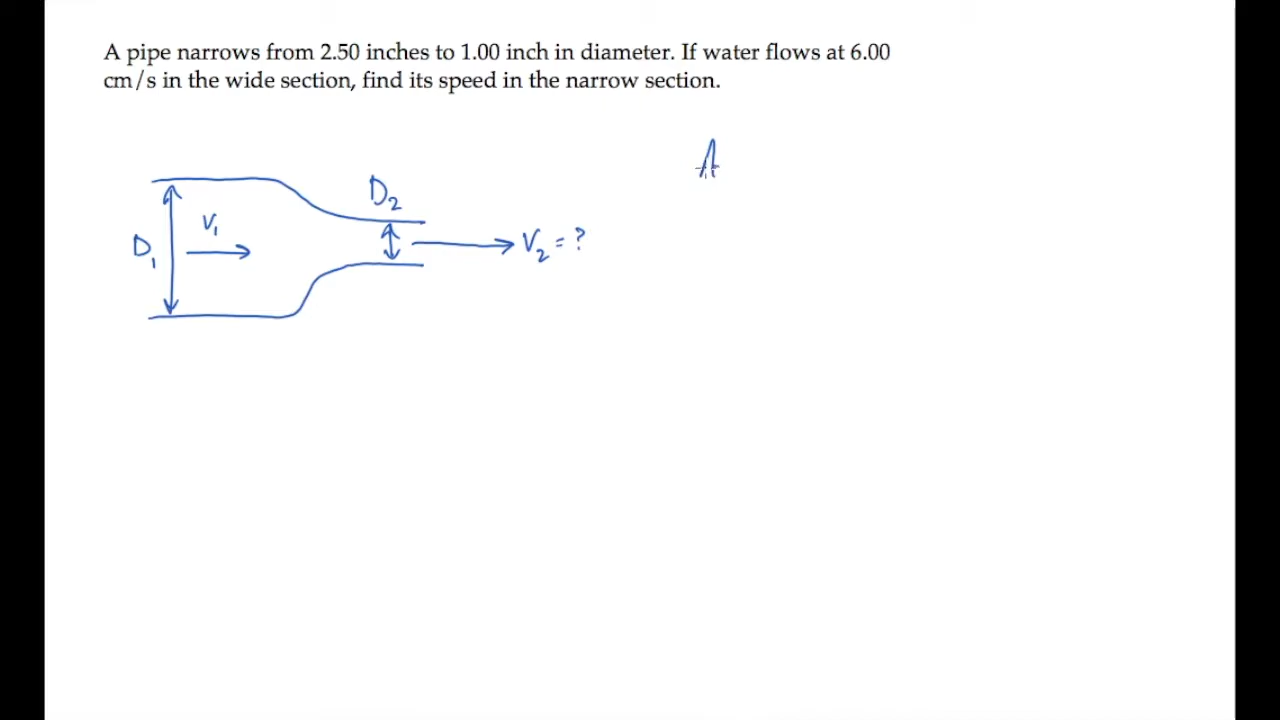 A pipe narrows from 2.50 inches to 1.00 inch in diameter. If water flows at 6.00
cm/s in the wide section, find its speed in the narrow section.
A
D₂
V₁
D₁
V₂ = ?